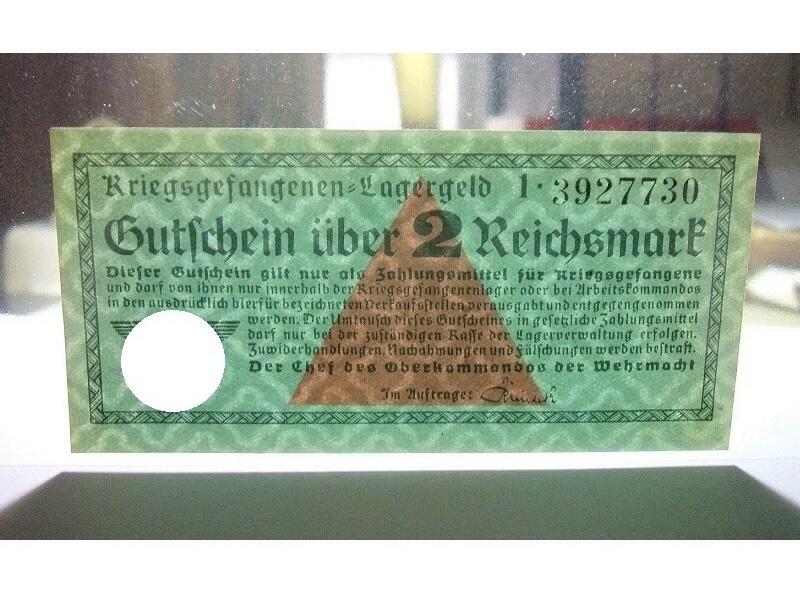 Kriegsgefangenen-Lagergeld 1·3927730
Gutschein über 2 Reichsmark
Dieser Gutschein gilt nur als Zahlungsmittel für Kriegsgefangene
und darf von ihnen nur innerhalb der Kriegsgefangenenlager oder bei Arbeitskommandos
in den ausdrücklich hierfür bezeichneten Verkaufsstellen verausgabt und entgegengenommen
werden. Der Umtausch dieses Gutscheines in gesetzliche Zahlungsmittel
darf nur bei der zuständigen Kasse der Lagerverwaltung erfolgen.
Zuwiderhandlungen, Nachahmungen und Fälschungen werden bestraft.
Der Chef des Oberkommandos der Wehrmacht
Im Auftrage: